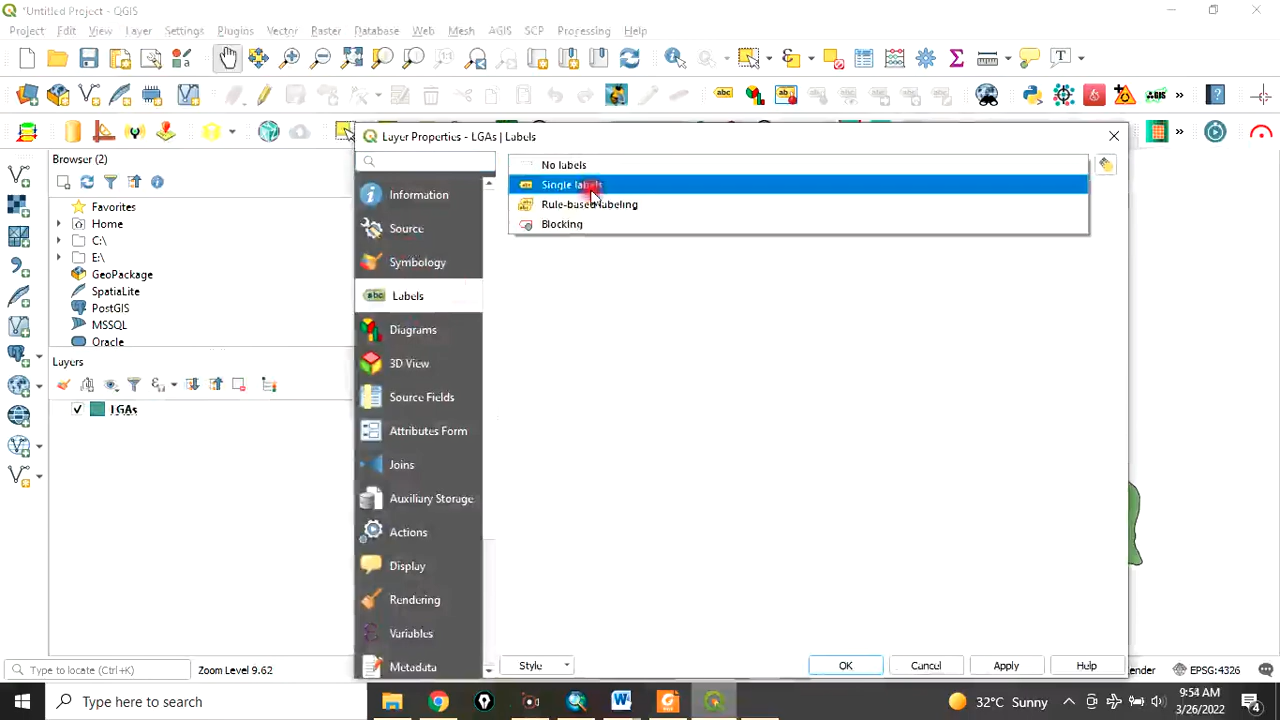 *Untitled Project - QGIS
Project Edit View Layer Settings Plugins Vector Raster Database Web Mesh AGIS SCP Processing Help
Browser (2)
Favorites
Home
C:\
E:\
GeoPackage
SpatiaLite
PostGIS
MSSQL
Oracle
Layers
LGAs
Layer Properties - LGAs | Labels
Information
Source
Symbology
Labels
Diagrams
3D View
Source Fields
Attributes Form
Joins
Auxiliary Storage
Actions
Display
Rendering
Variables
Metadata
No labels
Single labels
Rule-based labeling
Blocking
Style OK Cancel Apply Help
Type to locate (Ctrl+K) Zoom Level 9.62 ender EPSG:4326
Type here to search
32°C Sunny
9:54 AM
3/26/2022